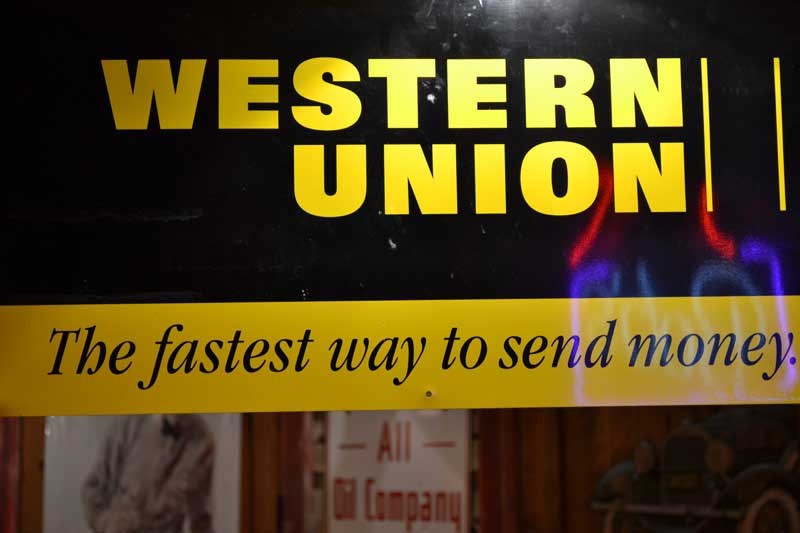 WESTERN
UNION
The fastest way to send money.
All
Oil Company